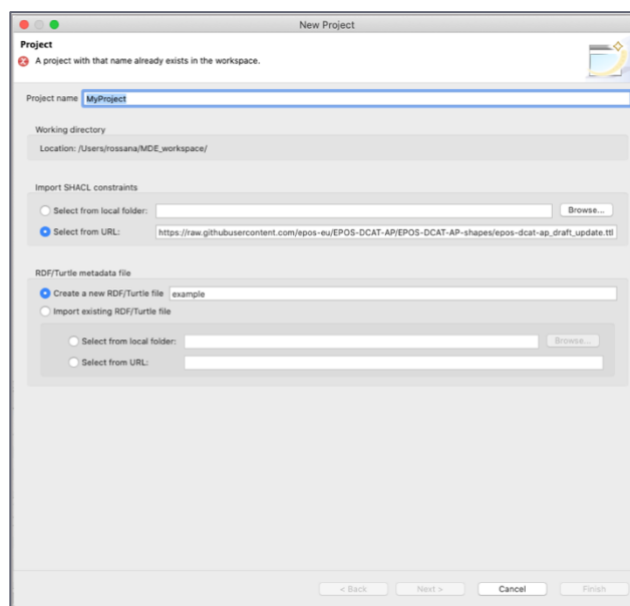 New Project
Project
A project with that name already exists in the workspace.
Project name MyProject
Working directory
Location: /Users/rossana/MDE_workspace/
Import SHACL constraints
Select from local folder: Browse...
Select from URL: https://raw.githubusercontent.com/epos-eu/EPOS-DCAT-AP/EPOS-DCAT-AP-shapes/epos-dcat-ap_draft_update.ttl
RDF/Turtle metadata file
Create a new RDF/Turtle file example
Import existing RDF/Turtle file
Select from local folder: Browse...
Select from URL:
< Back Next > Cancel Finish